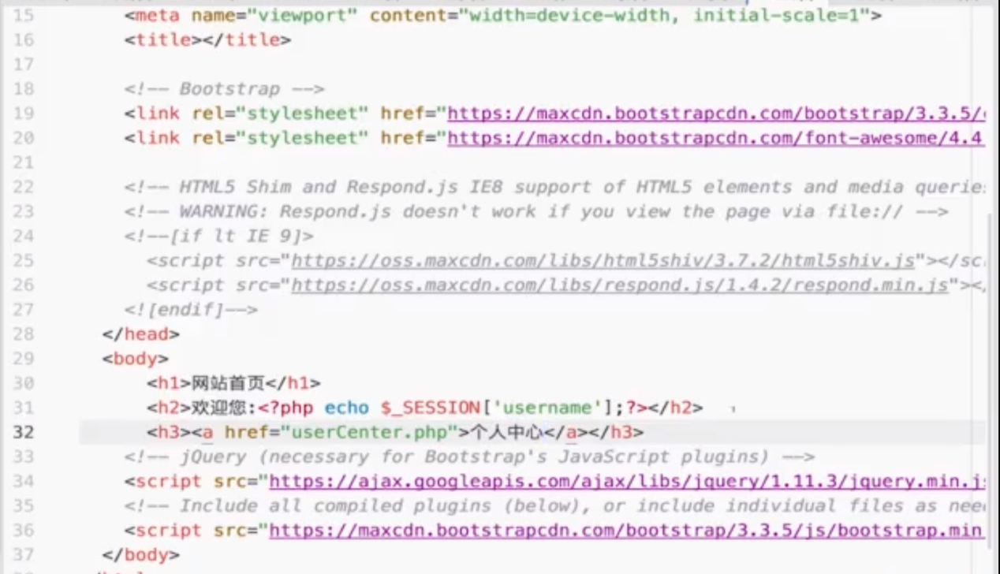 15 <meta name="viewport" content="width=device-width, initial-scale=1">
16 <title></title>
17
18 <!-- Bootstrap -->
19 <link rel="stylesheet" href="https://maxcdn.bootstrapcdn.com/bootstrap/3.3.5/
20 <link rel="stylesheet" href="https://maxcdn.bootstrapcdn.com/font-awesome/4.4
21
22 <!-- HTML5 Shim and Respond.js IE8 support of HTML5 elements and media querie
23 <!-- WARNING: Respond.js doesn't work if you view the page via file:// -->
24 <!--[if lt IE 9]>
25 <script src="https://oss.maxcdn.com/libs/html5shiv/3.7.2/html5shiv.js"></sc
26 <script src="https://oss.maxcdn.com/libs/respond.js/1.4.2/respond.min.js"><
27 <![endif]-->
28 </head>
29 <body>
30 <h1>网站首页</h1>
31 <h2>欢迎您:<?php echo $_SESSION['username'];?></h2>
32 <h3><a href="userCenter.php">个人中心</a></h3>
33 <!-- jQuery (necessary for Bootstrap's JavaScript plugins) -->
34 <script src="https://ajax.googleapis.com/ajax/libs/jquery/1.11.3/jquery.min.js
35 <!-- Include all compiled plugins (below), or include individual files as nee
36 <script src="https://maxcdn.bootstrapcdn.com/bootstrap/3.3.5/js/bootstrap.min
37 </body>